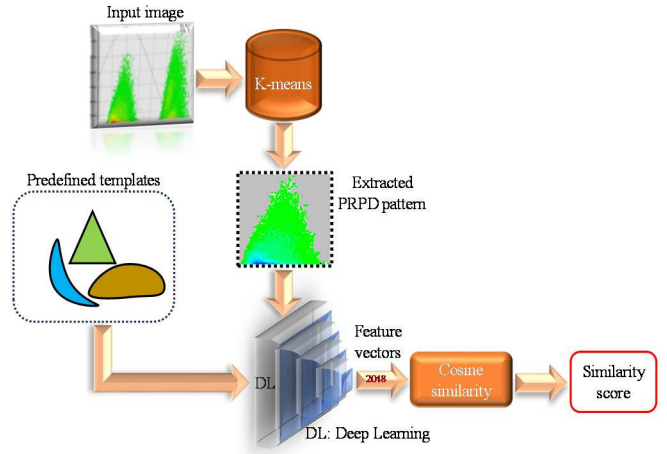 Input image
K-means
Predefined templates
Extracted
PRPD pattern
DL
Feature
vectors
2048
Cosine
similarity
Similarity
score
DL: Deep Learning